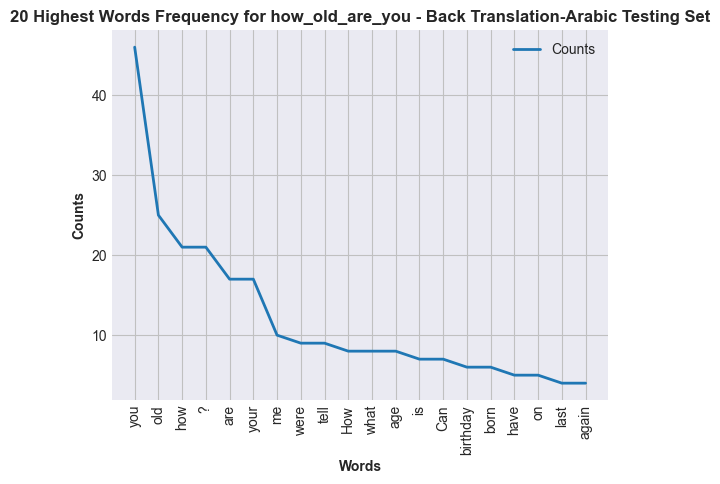 20 Highest Words Frequency for how_old_are_you - Back Translation-Arabic Testing Set
Counts
40
30
20
10
Counts
you
old
how
?
are
your
me
were
tell
How
what
age
is
Can
birthday
born
have
on
last
again
Words